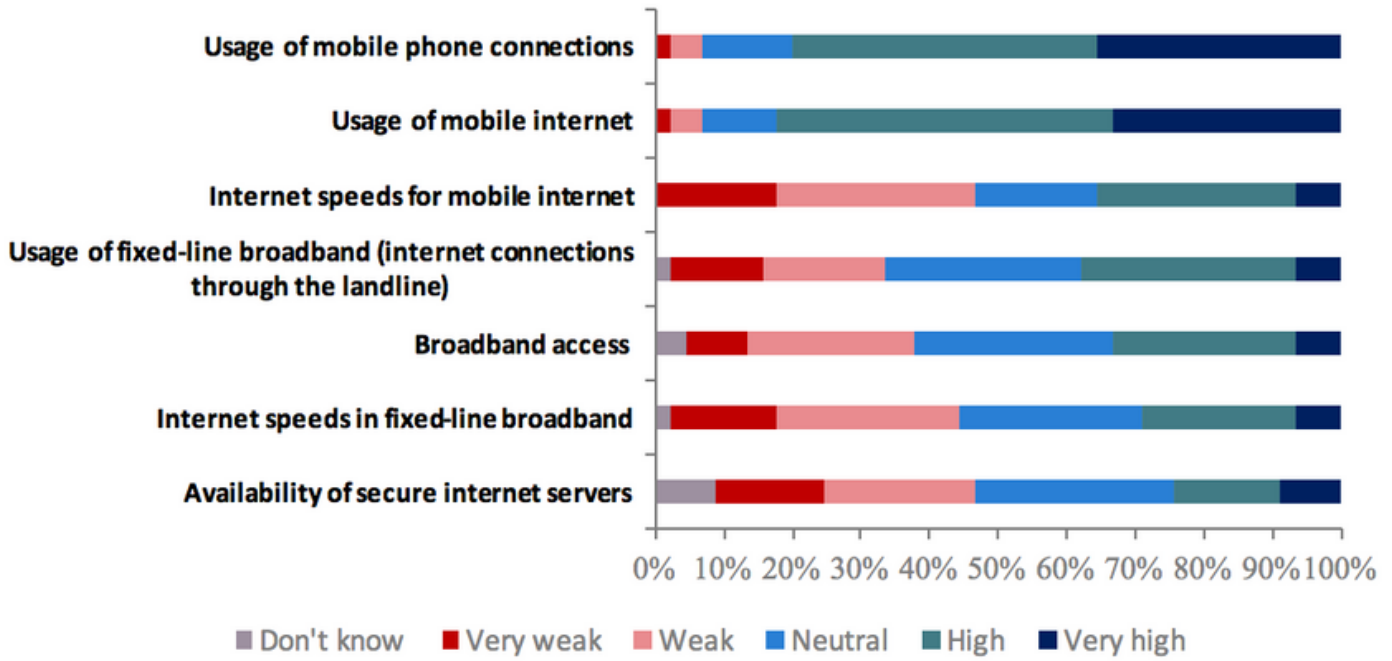 Usage of mobile phone connections
Usage of mobile internet
Internet speeds for mobile internet
Usage of fixed-line broadband (internet connections
through the landline)
Broadband access
Internet speeds in fixed-line broadband
Availability of secure internet servers
0% 10% 20% 30% 40% 50% 60% 70% 80% 90% 100%
Don't know Very weak Weak Neutral High Very high